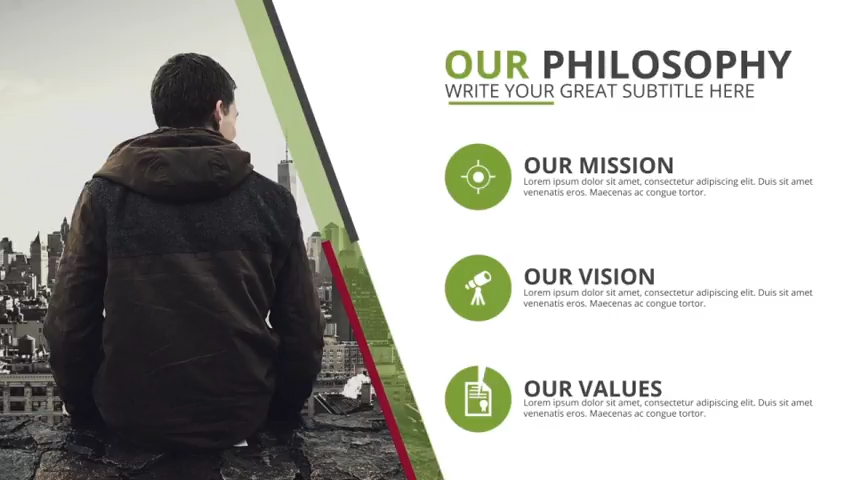 OUR PHILOSOPHY
WRITE YOUR GREAT SUBTITLE HERE
OUR MISSION
Lorem ipsum dolor sit amet, consectetur adipiscing elit. Duis sit amet
venenatis eros. Maecenas ac congue tortor.
OUR VISION
Lorem ipsum dolor sit amet, consectetur adipiscing elit. Duis sit amet
venenatis eros. Maecenas ac congue tortor.
OUR VALUES
Lorem ipsum dolor sit amet, consectetur adipiscing elit. Duis sit amet
venenatis eros. Maecenas ac congue tortor.